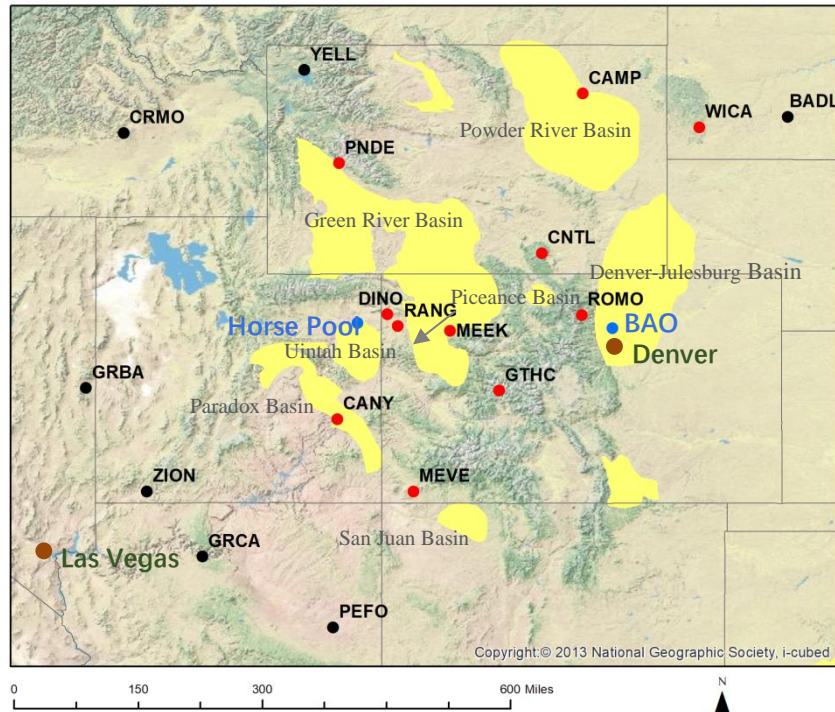 YELL
CAMP
CRMO
WICA
BADL
Powder River Basin
PNDE
Green River Basin
CNTL
Denver-Julesburg Basin
DINO
Piceance Basin
ROMO
RANG
Horse Pool
MEEK
BAO
Uintah Basin
Denver
GRBA
GTHC
Paradox Basin
CANY
ZION
MEVE
San Juan Basin
Las Vegas
GRCA
PEFO
Copyright:© 2013 National Geographic Society, i-cubed
0 150 300 600 Miles
N